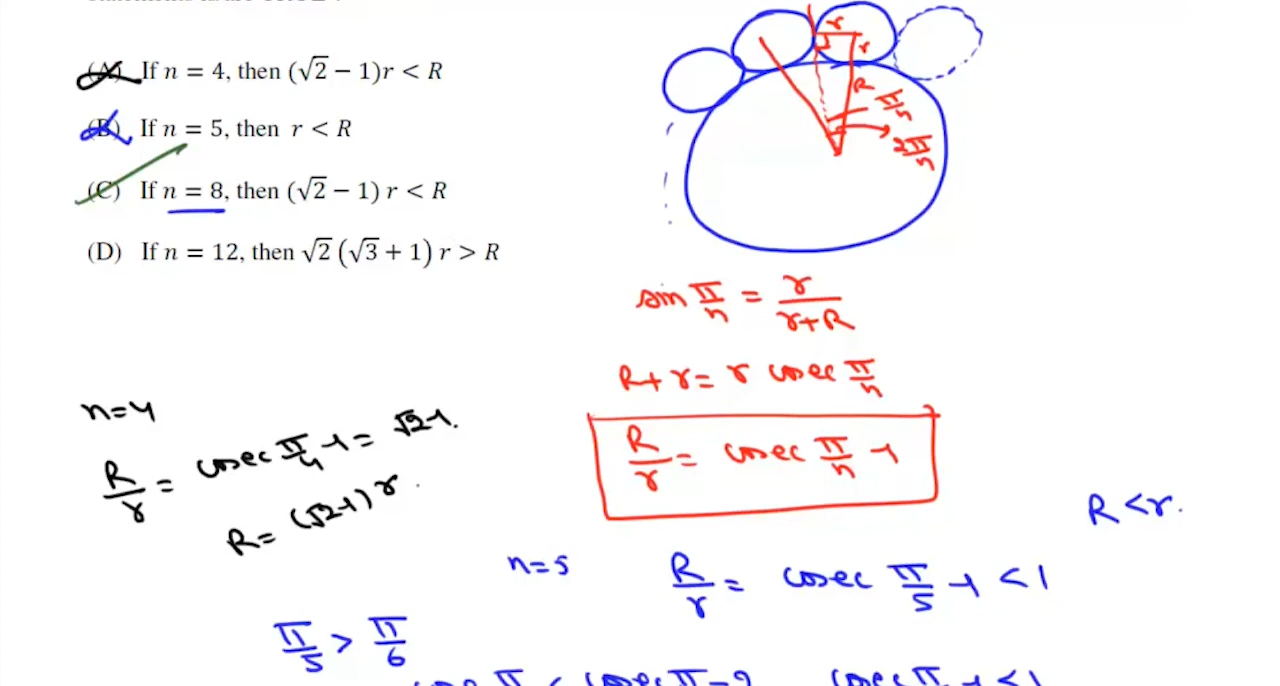 (A) If n = 4, then (√2 − 1)r < R
(B) If n = 5, then r < R
(C) If n = 8, then (√2 − 1) r < R
(D) If n = 12, then √2 (√3 + 1) r > R
r
r
R
π/5
2π/5
sin π/n = r/(r+R)
R+r = r cosec π/n
R/r = cosec π/n -1
n=4
R/r = cosec π/4 -1 = √2-1.
R = (√2-1) r
R < r.
n=5
R/r = cosec π/5 -1 < 1
π/5 > π/6